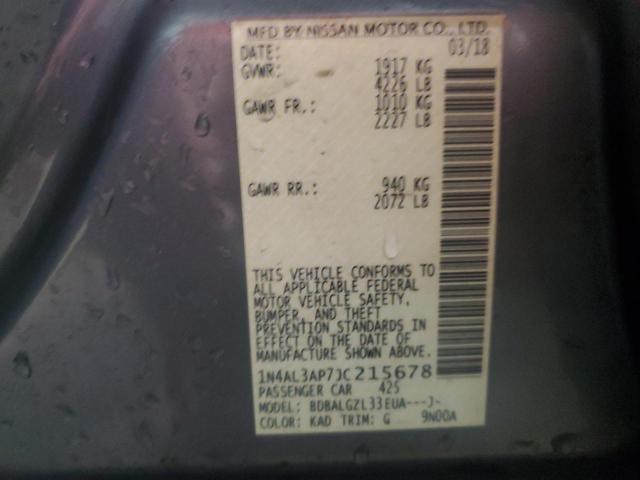 MFD BY NISSAN MOTOR CO., LTD.
DATE: 03/18
GVWR: 1917 KG
4226 LB
GAWR FR.: 1010 KG
2227 LB
GAWR RR.: 940 KG
2072 LB
THIS VEHICLE CONFORMS TO
ALL APPLICABLE FEDERAL
MOTOR VEHICLE SAFETY,
BUMPER, AND THEFT
PREVENTION STANDARDS IN
EFFECT ON THE DATE OF
MANUFACTURE SHOWN ABOVE.
1N4AL3AP7JC215678
PASSENGER CAR 425
MODEL: BDBALGZL33EUA---J-
COLOR: KAD TRIM: G 9N00A